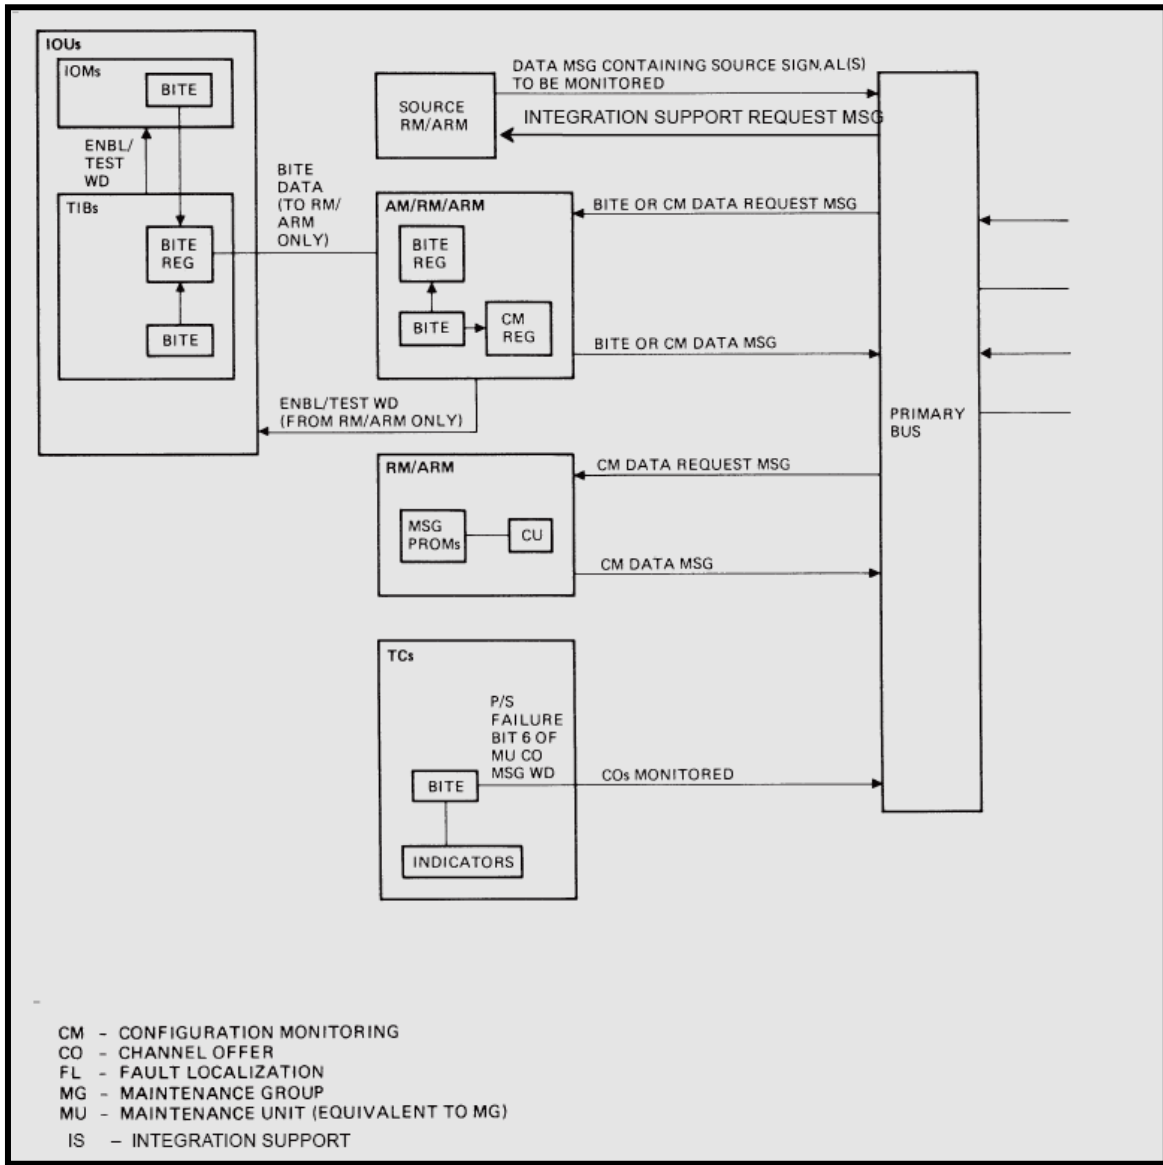 IOUs
IOMs
BITE
ENBL/
TEST
WD
TIBs
BITE
REG
BITE
BITE
DATA
(TO RM/
ARM
ONLY)
SOURCE
RM/ARM
DATA MSG CONTAINING SOURCE SIGN.AL(S)
TO BE MONITORED
INTEGRATION SUPPORT REQUEST MSG
AM/RM/ARM
BITE
REG
BITE
CM
REG
BITE OR CM DATA REQUEST MSG
BITE OR CM DATA MSG
ENBL/TEST WD
(FROM RM/ARM ONLY)
PRIMARY
BUS
RM/ARM
MSG
PROMs
CU
CM DATA REQUEST MSG
CM DATA MSG
TCs
P/S
FAILURE
BIT 6 OF
MU CO
MSG WD
BITE
COs MONITORED
INDICATORS
CM - CONFIGURATION MONITORING
CO - CHANNEL OFFER
FL - FAULT LOCALIZATION
MG - MAINTENANCE GROUP
MU - MAINTENANCE UNIT (EQUIVALENT TO MG)
IS – INTEGRATION SUPPORT